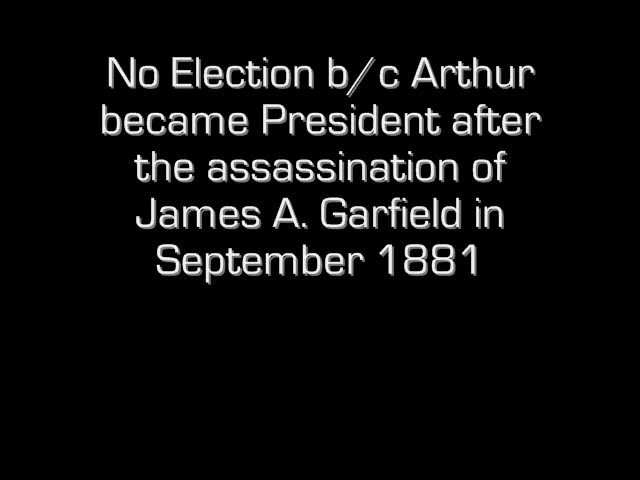 No Election b/c Arthur
became President after
the assassination of
James A. Garfield in
September 1881